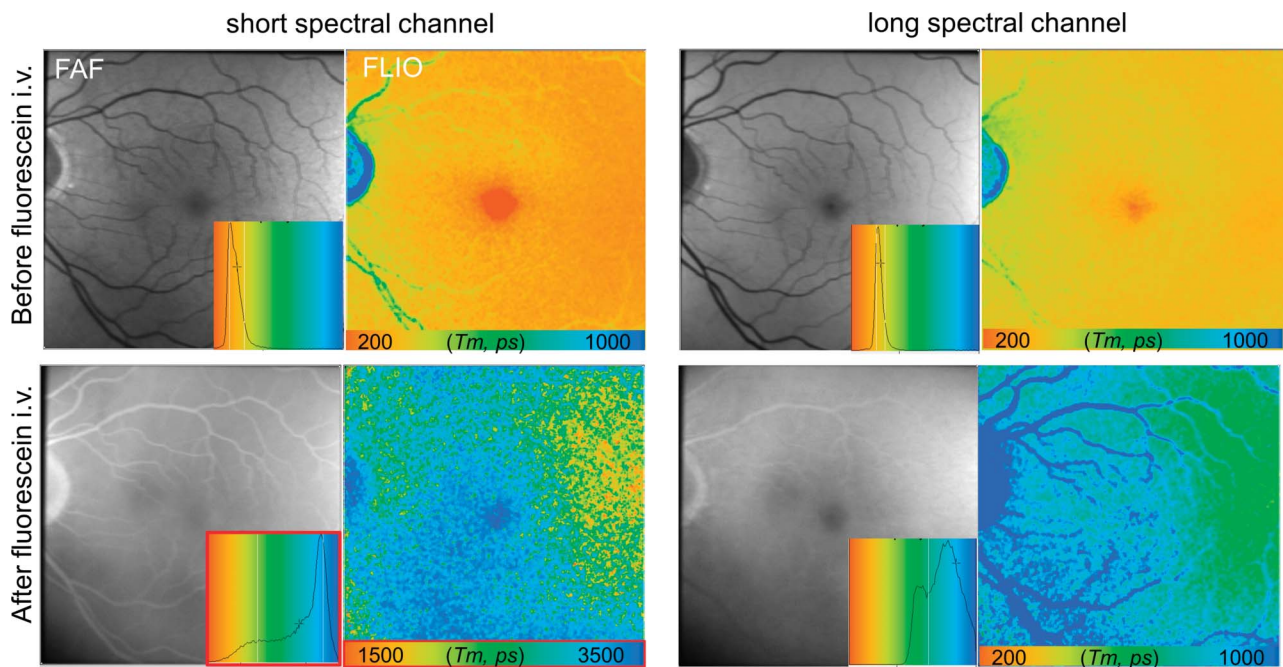 short spectral channel
long spectral channel
Before fluorescein i.v.
FAF
FLIO
200 (Tm, ps) 1000
200 (Tm, ps) 1000
After fluorescein i.v.
1500 (Tm, ps) 3500
200 (Tm, ps) 1000